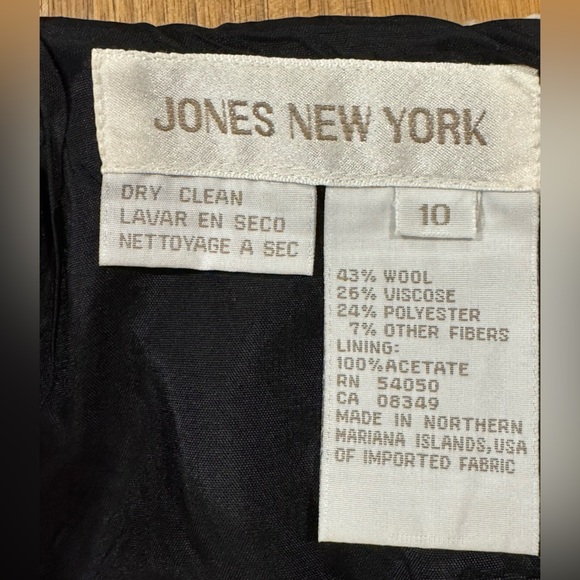 JONES NEW YORK
DRY CLEAN
LAVAR EN SECO
NETTOYAGE A SEC
10
43% WOOL
26% VISCOSE
24% POLYESTER
7% OTHER FIBERS
LINING:
100%ACETATE
RN 54050
CA 08349
MADE IN NORTHERN
MARIANA ISLANDS,USA
OF IMPORTED FABRIC